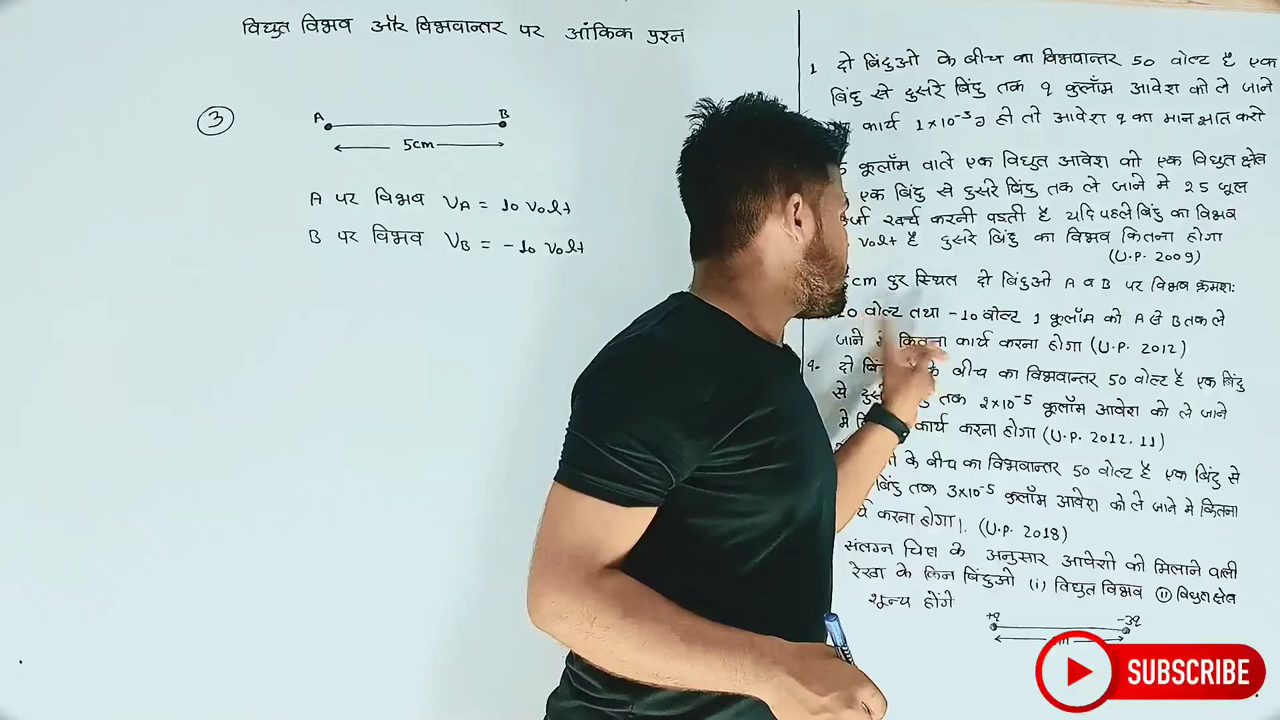 विद्युत विभव और विभवान्तर पर आंकिक प्रश्न
3
A B
5cm
A पर विभव VA = 10 volt
B पर विभव VB = -10 volt
1 दो बिंदुओ के बीच का विभवान्तर 50 वोल्ट है एक
बिंदु से दुसरे बिंदु तक q कुलाँम आवेश को ले जाने
कार्य 1×10⁻³J हो तो आवेश q का मान ज्ञात करो
कूलाँम वाले एक विद्युत आवेश को एक विद्युत क्षेत्र
एक बिंदु से दुसरे बिंदु तक ले जाने मे 25 जूल
खर्च करनी पडती है यदि पहले बिंदु का विभव
volt है दुसरे बिंदु का विभव कितना होगा
(U.P. 2009)
cm दुर स्थित दो बिंदुओ A व B पर विभव क्रमशः
10 वोल्ट तथा -10 वोल्ट 1 कूलाँम को A से B तक ले
जाने कितना कार्य करना होगा (U.P. 2012)
4. दो के बीच का विभवान्तर 50 वोल्ट है एक बिंदु
से तक 2×10⁻⁵ कूलाँम आवेश को ले जाने
मे कार्य करना होगा (U.P. 2012.11)
के बीच का विभवान्तर 50 वोल्ट है एक बिंदु से
बिंदु तक 3×10⁻⁵ कुलाँम आवेश को ले जाने मे कितना
करना होगा। (U.P. 2018)
संलग्न चित्र के अनुसार आवेशो को मिलाने वाली
रेखा के किन बिंदुओ (i) विद्युत विभव (ii) विद्युत क्षेत्र
शून्य होंगे
+q -3q
SUBSCRIBE